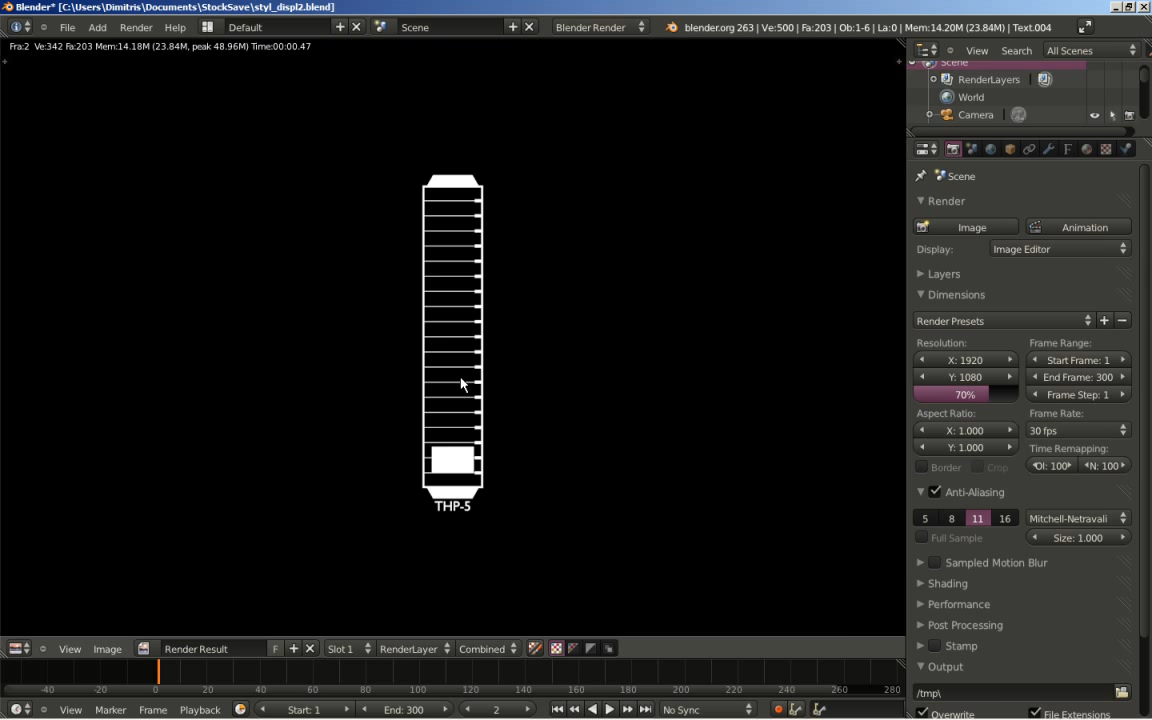 Blender* [C:\Users\Dimitris\Documents\StockSave\styl_displ2.blend]
File Add Render Help Default Scene Blender Render blender.org 263 | Ve:500 | Fa:203 | Ob:1-6 | La:0 | Mem:14.20M (23.84M) | Text.004
Fra:2 Ve:342 Fa:203 Mem:14.18M (23.84M, peak 48.96M) Time:00:00.47
View Search All Scenes
Scene
RenderLayers
World
Camera
Scene
Render
Image Animation
Display: Image Editor
Layers
Dimensions
Render Presets
Resolution: Frame Range:
X: 1920 Start Frame: 1
Y: 1080 End Frame: 300
70% Frame Step: 1
Aspect Ratio: Frame Rate:
X: 1.000 30 fps
Y: 1.000 Time Remapping:
Border Crop N: 100
Anti-Aliasing
5 8 11 16 Mitchell-Netravali
Full Sample Size: 1.000
Sampled Motion Blur
Shading
Performance
Post Processing
Stamp
Output
/tmp\
Overwrite File Extensions
THP-5
View Image Render Result F Slot 1 RenderLayer Combined
-40 -20 0 20 40 60 80 100 120 140 160 180 200 220 240 260 280
View Marker Frame Playback Start: 1 End: 300 2 No Sync